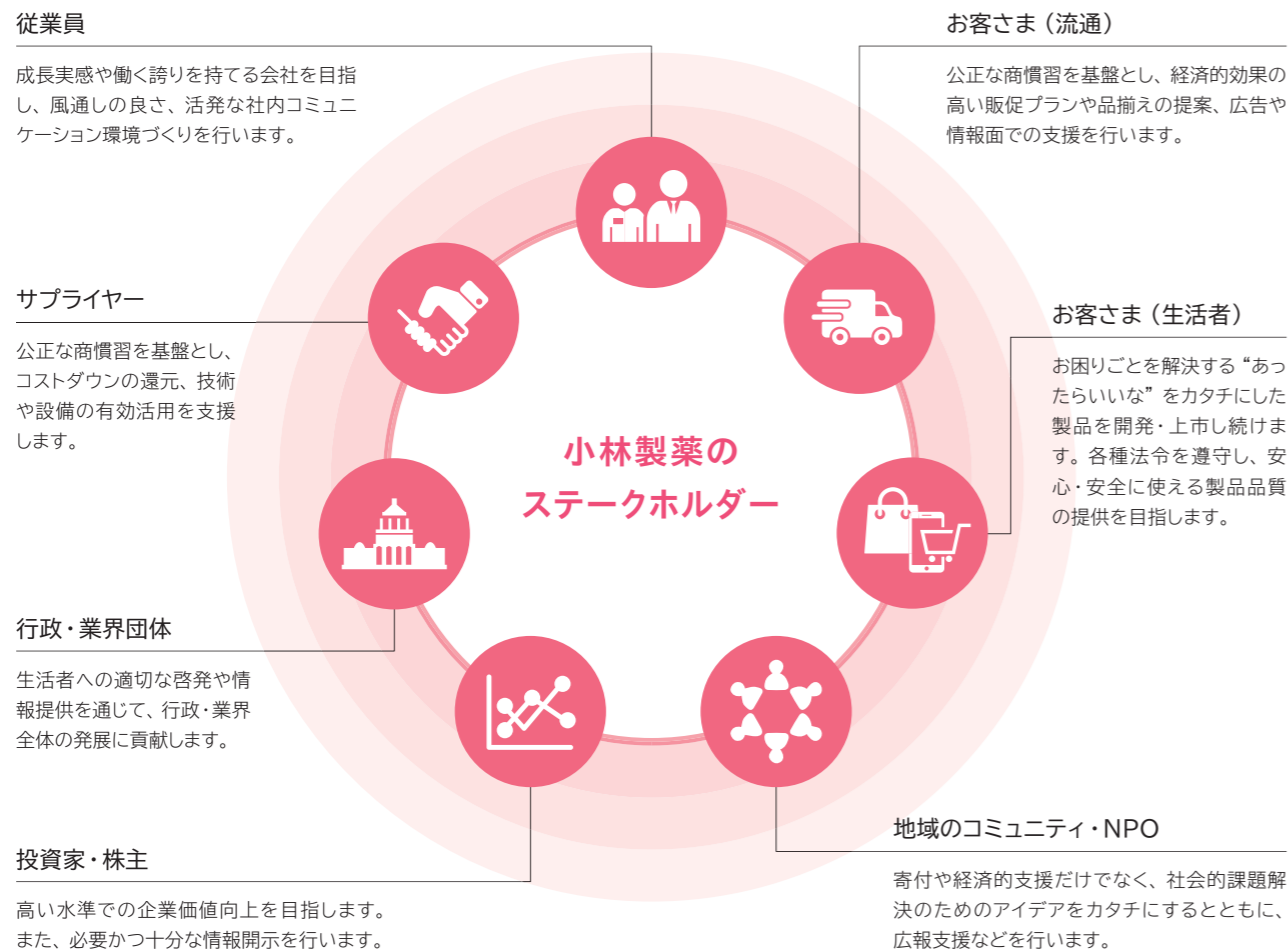 従業員
成長実感や働く誇りを持てる会社を目指
し、風通しの良さ、活発な社内コミュニ
ケーション環境づくりを行います。
お客さま（流通）
公正な商慣習を基盤とし、経済的効果の
高い販促プランや品揃えの提案、広告や
情報面での支援を行います。
サプライヤー
公正な商慣習を基盤とし、
コストダウンの還元、技術
や設備の有効活用を支援
します。
お客さま（生活者）
お困りごとを解決する“あっ
たらいいな”をカタチにした
製品を開発・上市し続けま
す。各種法令を遵守し、安
心・安全に使える製品品質
の提供を目指します。
小林製薬の
ステークホルダー
行政・業界団体
生活者への適切な啓発や情
報提供を通じて、行政・業界
全体の発展に貢献します。
投資家・株主
高い水準での企業価値向上を目指します。
また、必要かつ十分な情報開示を行います。
地域のコミュニティ・NPO
寄付や経済的支援だけでなく、社会的課題解
決のためのアイデアをカタチにするとともに、
広報支援などを行います。